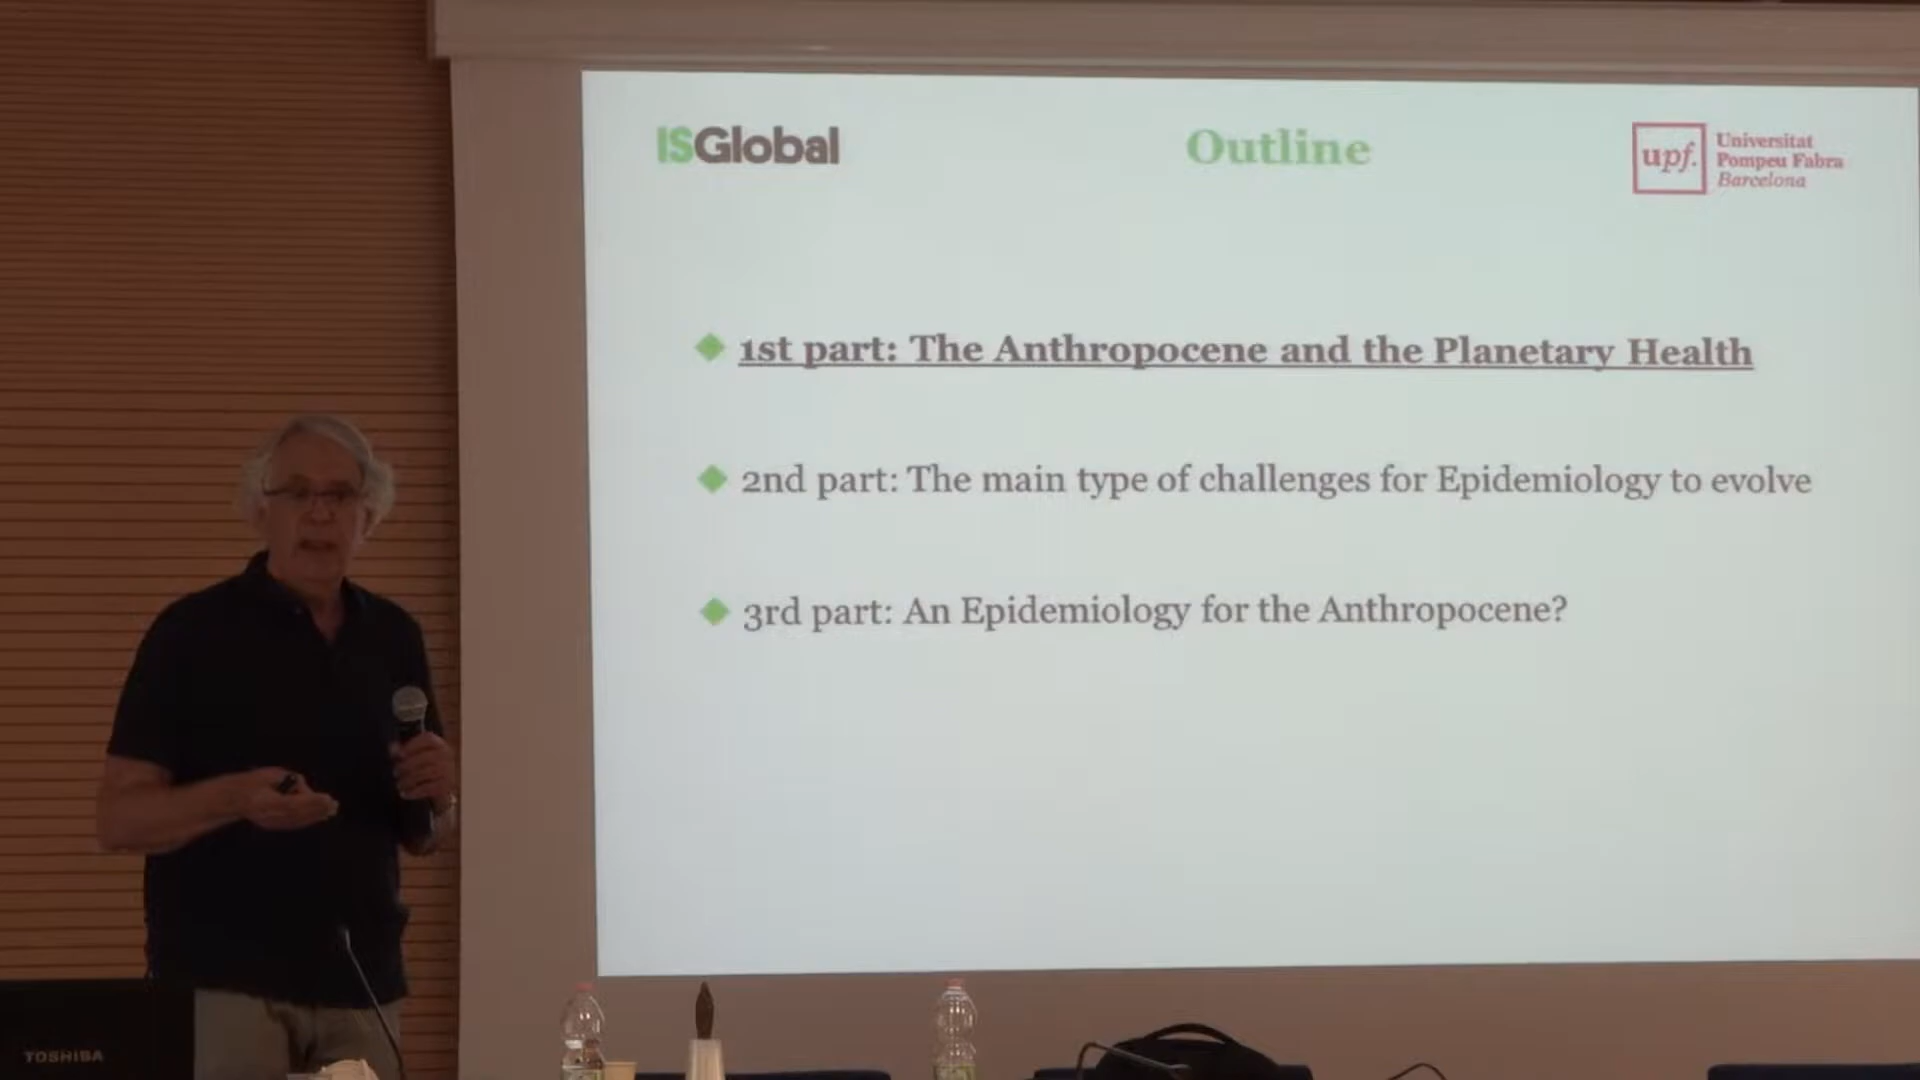 ISGlobal
Outline
upf.
Universitat
Pompeu Fabra
Barcelona
1st part: The Anthropocene and the Planetary Health
2nd part: The main type of challenges for Epidemiology to evolve
3rd part: An Epidemiology for the Anthropocene?
TOSHIBA